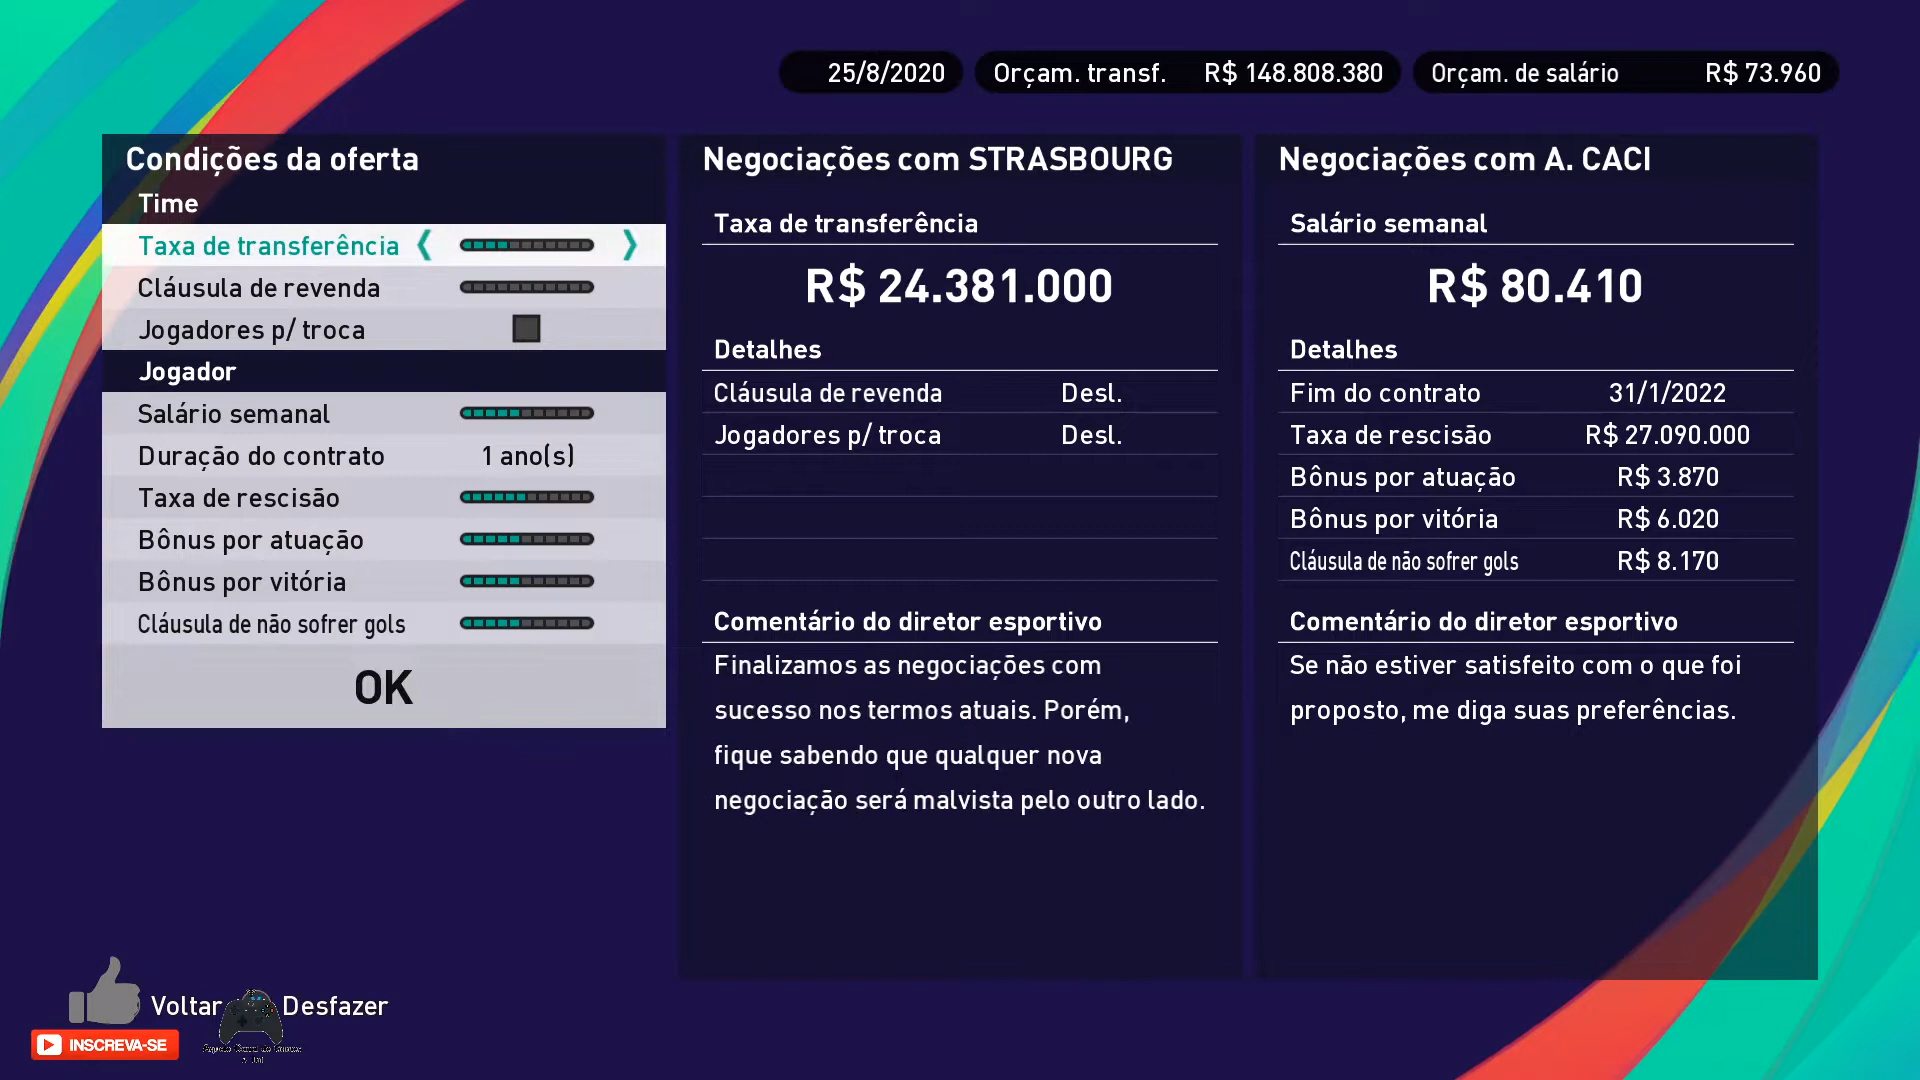 25/8/2020 Orçam. transf. R$ 148.808.380 Orçam. de salário R$ 73.960
Condições da oferta
Time
Taxa de transferência
Cláusula de revenda
Jogadores p/ troca
Jogador
Salário semanal
Duração do contrato 1 ano(s)
Taxa de rescisão
Bônus por atuação
Bônus por vitória
Cláusula de não sofrer gols
OK
Negociações com STRASBOURG
Taxa de transferência
R$ 24.381.000
Detalhes
Cláusula de revenda Desl.
Jogadores p/ troca Desl.
Comentário do diretor esportivo
Finalizamos as negociações com
sucesso nos termos atuais. Porém,
fique sabendo que qualquer nova
negociação será malvista pelo outro lado.
Negociações com A. CACI
Salário semanal
R$ 80.410
Detalhes
Fim do contrato 31/1/2022
Taxa de rescisão R$ 27.090.000
Bônus por atuação R$ 3.870
Bônus por vitória R$ 6.020
Cláusula de não sofrer gols R$ 8.170
Comentário do diretor esportivo
Se não estiver satisfeito com o que foi
proposto, me diga suas preferências.
Voltar Desfazer
INSCREVA-SE